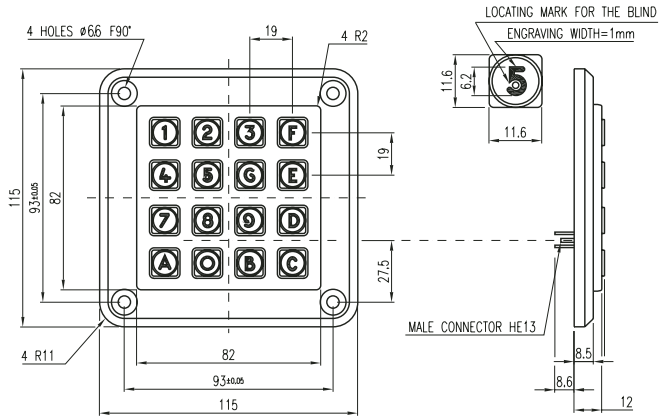 LOCATING MARK FOR THE BLIND
4 HOLES ø6.6 F90°
19
4 R2
ENGRAVING WIDTH=1mm
11.6
6.2
5
11.6
1 2 3 F
19
4 5 G E
115
93±0.05
82
7 8 9 D
27.5
A O B C
MALE CONNECTOR HE13
4 R11
82
8.5
93±0.05
8.6
12
115